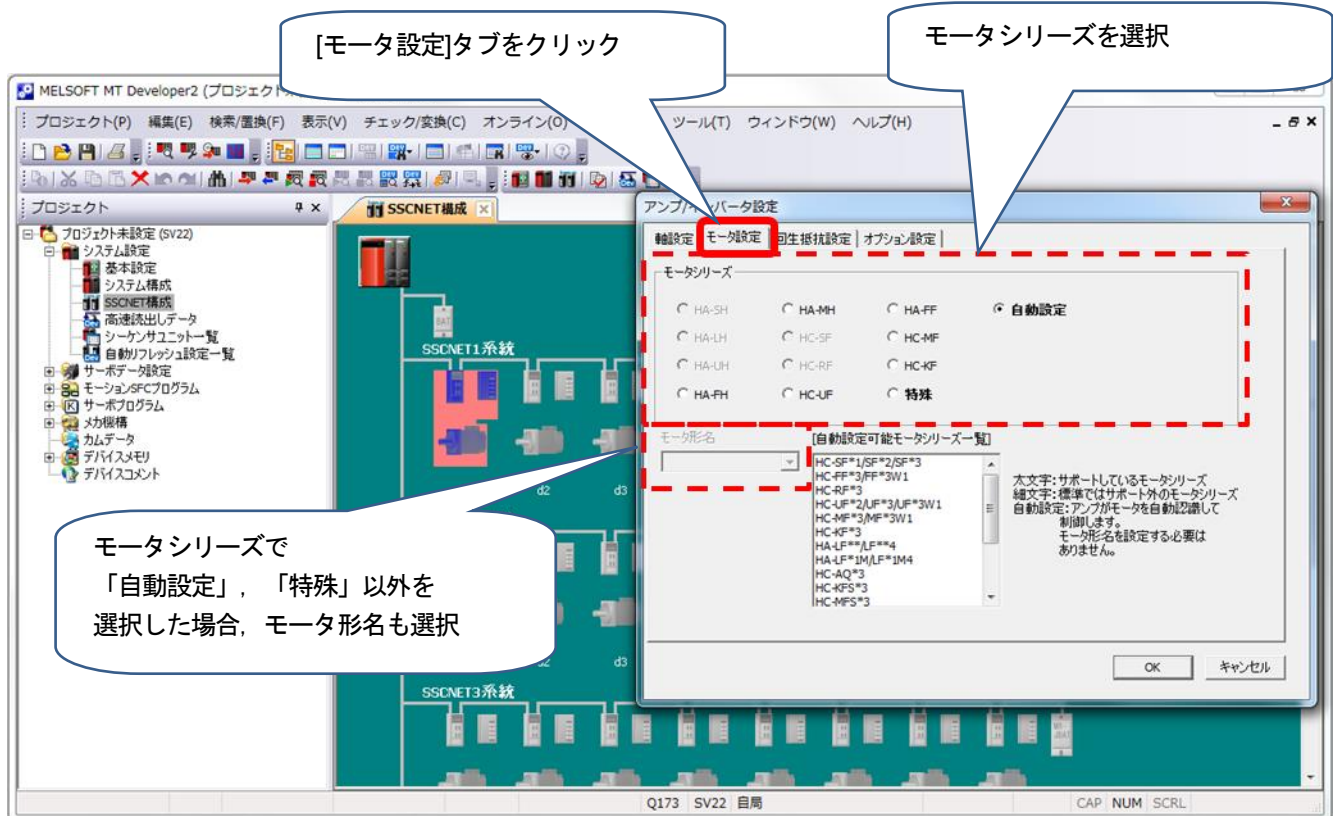 [モータ設定]タブをクリック
モータシリーズを選択
MELSOFT MT Developer2 (プロジェクト
プロジェクト(P) 編集(E) 検索/置換(F) 表示(V) チェック/変換(C) オンライン(O) ツール(T) ウィンドウ(W) ヘルプ(H)
プロジェクト
SSCNET構成
プロジェクト未設定 (SV22)
システム設定
基本設定
システム構成
SSCNET構成
高速読出しデータ
シーケンサユニット一覧
自動リフレッシュ設定一覧
サーボデータ設定
モーションSFCプログラム
サーボプログラム
メカ機構
カムデータ
デバイスメモリ
デバイスコメント
BAT
SSCNET1系統
d2 d3
d2 d3
SSCNET3系統
アンプ/インバータ設定
軸設定 モータ設定 回生抵抗設定 オプション設定
モータシリーズ
HA-SH HA-MH HA-FF 自動設定
HA-LH HC-SF HC-MF
HA-UH HC-RF HC-KF
HA-FH HC-UF 特殊
モータ形名
[自動設定可能モータシリーズ一覧]
HC-SF*1/SF*2/SF*3
HC-FF*3/FF*3W1
HC-RF*3
HC-UF*2/UF*3/UF*3W1
HC-MF*3/MF*3W1
HC-KF*3
HA-LF**/LF**4
HA-LF*1M/LF*1M4
HC-AQ*3
HC-KFS*3
HC-MFS*3
太文字:サポートしているモータシリーズ
細文字:標準ではサポート外のモータシリーズ
自動設定:アンプがモータを自動認識して
制御します。
モータ形名を設定する必要は
ありません。
OK キャンセル
モータシリーズで
「自動設定」,「特殊」以外を
選択した場合,モータ形名も選択
Q173 SV22 自局 CAP NUM SCRL